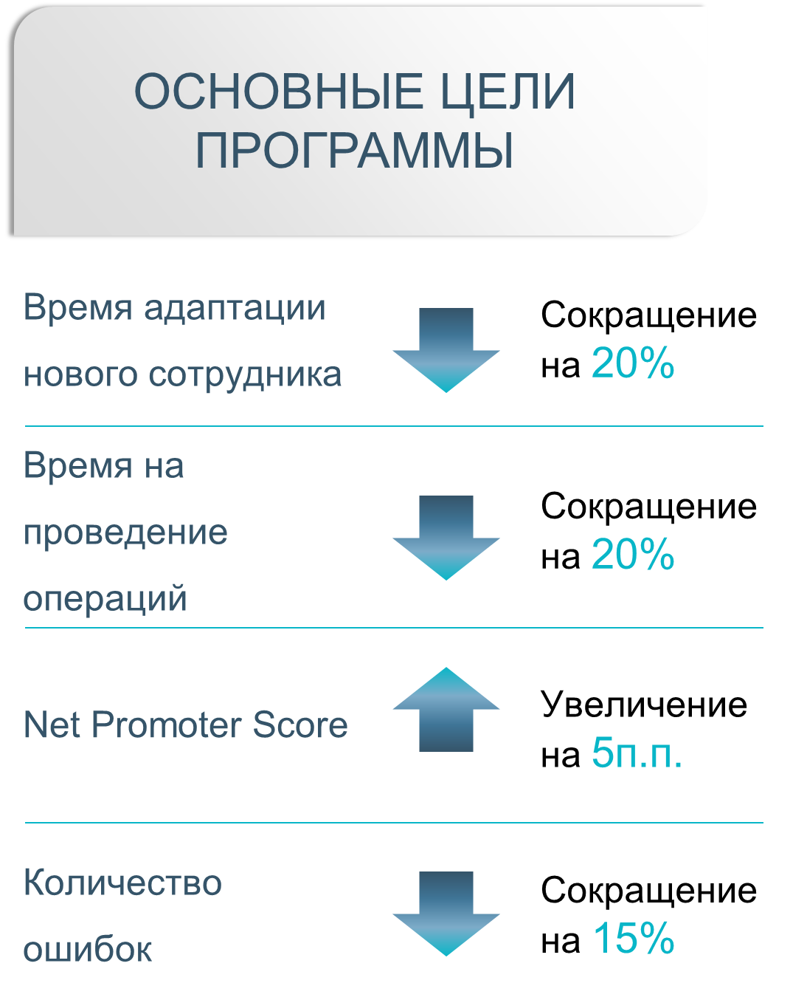 ОСНОВНЫЕ ЦЕЛИ
ПРОГРАММЫ
Время адаптации
нового сотрудника
Сокращение
на 20%
Время на
проведение
операций
Сокращение
на 20%
Net Promoter Score
Увеличение
на 5п.п.
Количество
ошибок
Сокращение
на 15%